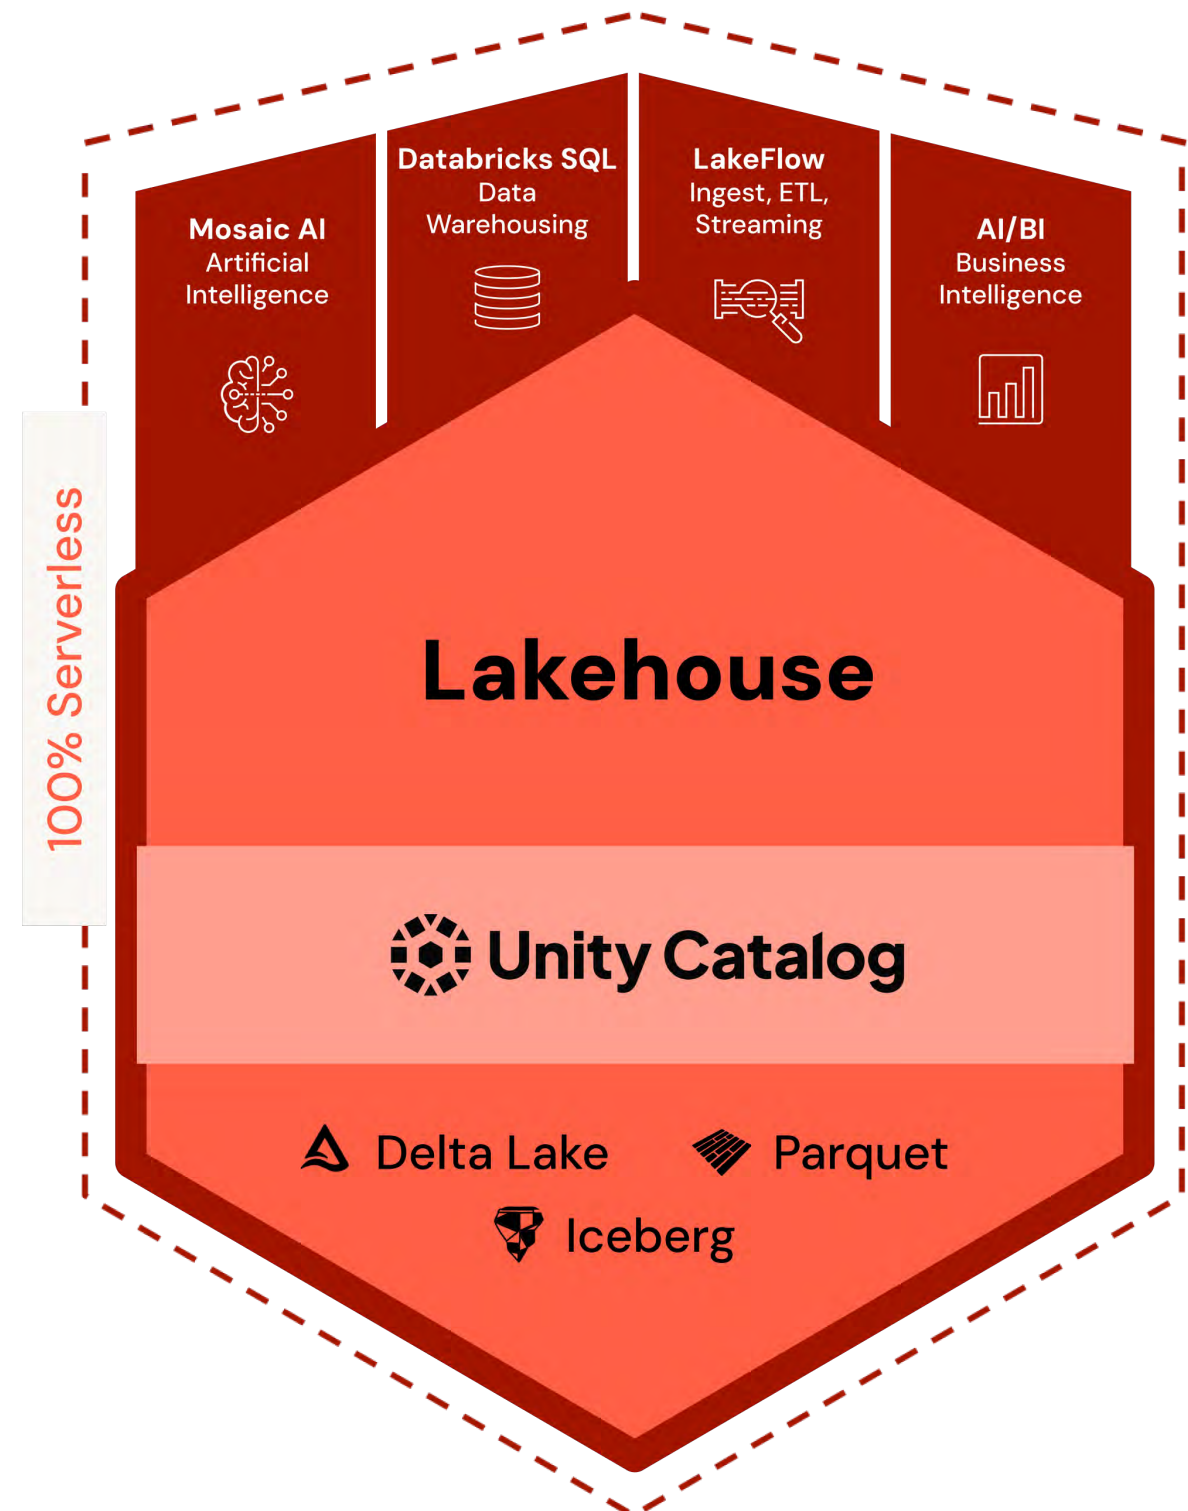 Mosaic AI
Artificial
Intelligence
Databricks SQL
Data
Warehousing
LakeFlow
Ingest, ETL,
Streaming
AI/BI
Business
Intelligence
100% Serverless
Lakehouse
Unity Catalog
Delta Lake
Parquet
Iceberg